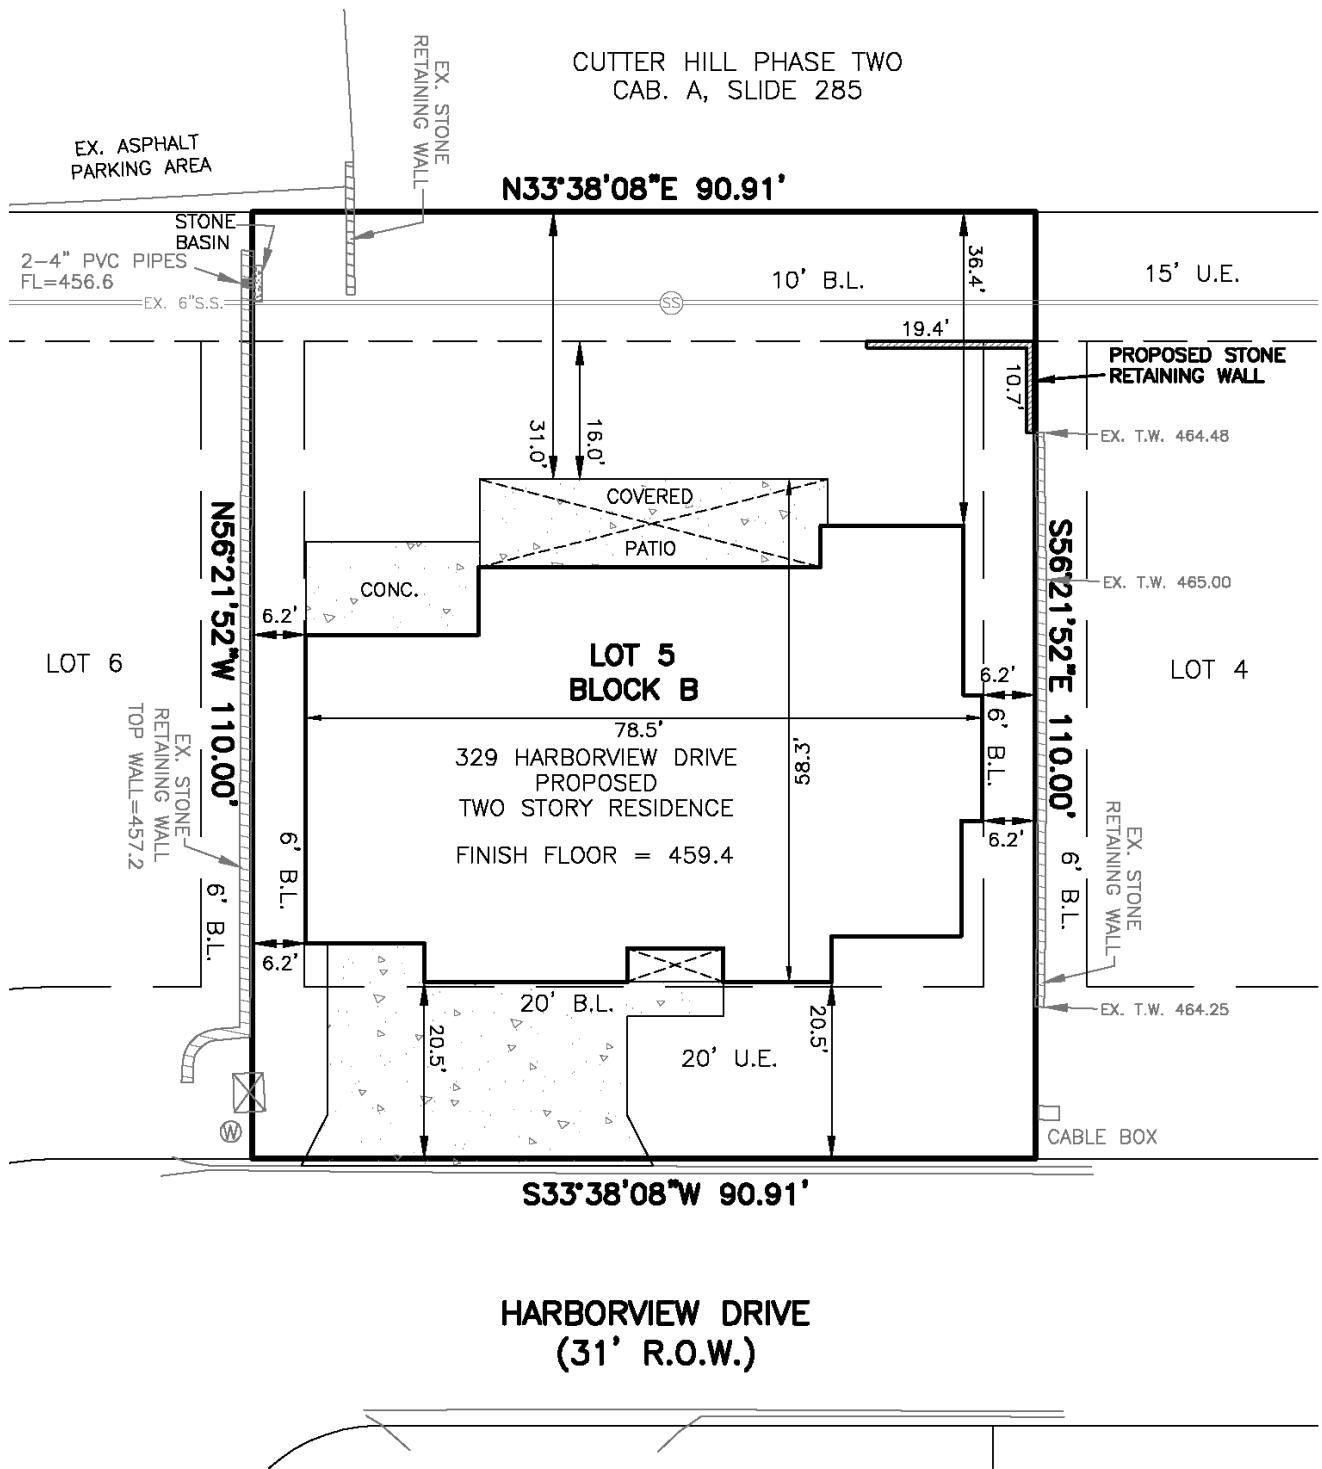 CUTTER HILL PHASE TWO
CAB. A, SLIDE 285
EX. STONE
RETAINING WALL
EX. ASPHALT
PARKING AREA
N33°38'08"E 90.91'
STONE
BASIN
2-4" PVC PIPES
FL=456.6
EX. 6"S.S.
SS
10' B.L.
36.4'
15' U.E.
19.4'
10.7'
PROPOSED STONE
RETAINING WALL
31.0'
16.0'
EX. T.W. 464.48
COVERED
PATIO
CONC.
N56°21'52"W 110.00'
S56°21'52"E 110.00'
EX. T.W. 465.00
6.2'
LOT 6
LOT 5
BLOCK B
6.2'
LOT 4
78.5'
58.3'
6' B.L.
329 HARBORVIEW DRIVE
PROPOSED
TWO STORY RESIDENCE
FINISH FLOOR = 459.4
EX. STONE
RETAINING WALL
TOP WALL=457.2
6' B.L.
6' B.L.
6.2'
6' B.L.
EX. STONE
RETAINING WALL
6.2'
20' B.L.
EX. T.W. 464.25
20.5'
20.5'
20' U.E.
W
CABLE BOX
S33°38'08"W 90.91'
HARBORVIEW DRIVE
(31' R.O.W.)